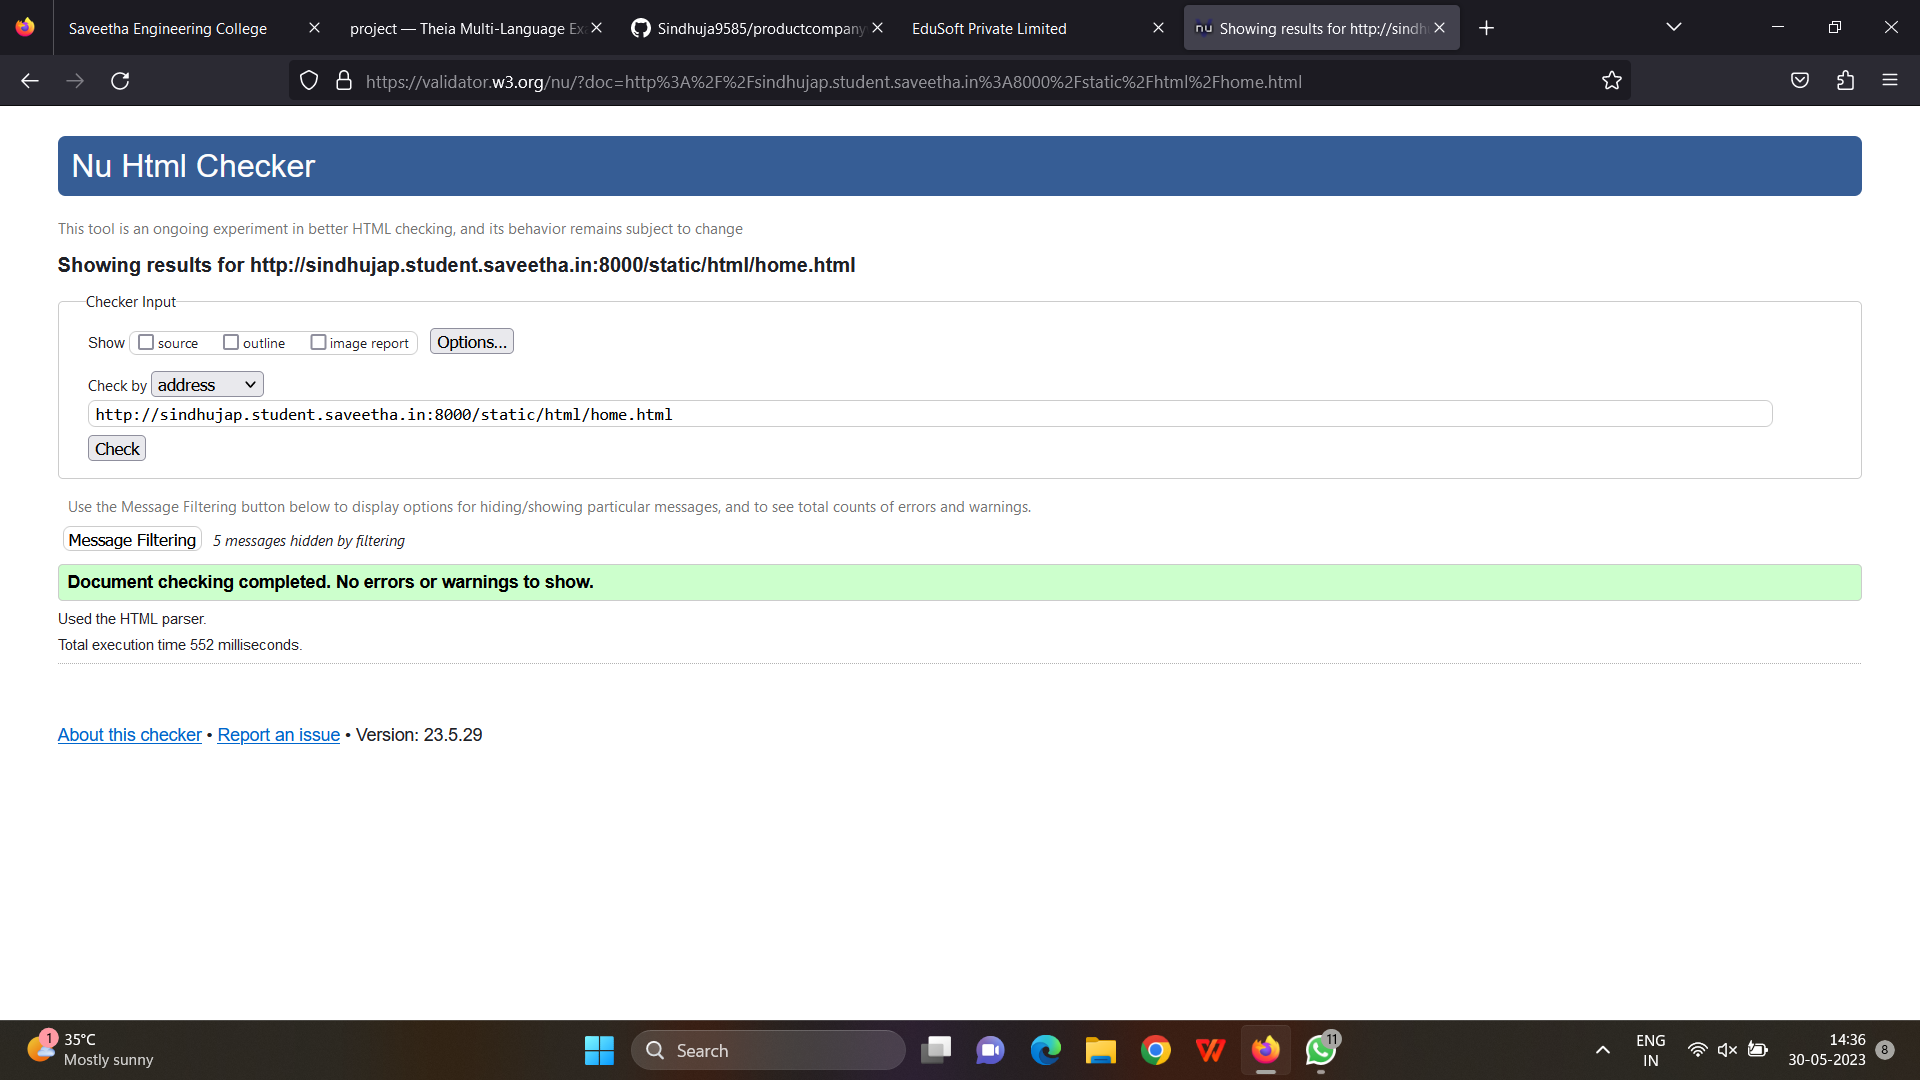 Saveetha Engineering College
project — Theia Multi-Language Ex
Sindhuja9585/productcompany
EduSoft Private Limited
nu Showing results for http://sindh
https://validator.w3.org/nu/?doc=http%3A%2F%2Fsindhujap.student.saveetha.in%3A8000%2Fstatic%2Fhtml%2Fhome.html
Nu Html Checker
This tool is an ongoing experiment in better HTML checking, and its behavior remains subject to change
Showing results for http://sindhujap.student.saveetha.in:8000/static/html/home.html
Checker Input
Show source outline image report Options...
Check by address
http://sindhujap.student.saveetha.in:8000/static/html/home.html
Check
Use the Message Filtering button below to display options for hiding/showing particular messages, and to see total counts of errors and warnings.
Message Filtering 5 messages hidden by filtering
Document checking completed. No errors or warnings to show.
Used the HTML parser.
Total execution time 552 milliseconds.
About this checker • Report an issue • Version: 23.5.29
1
35°C
Mostly sunny
Search
11
ENG
IN
14:36
30-05-2023
8